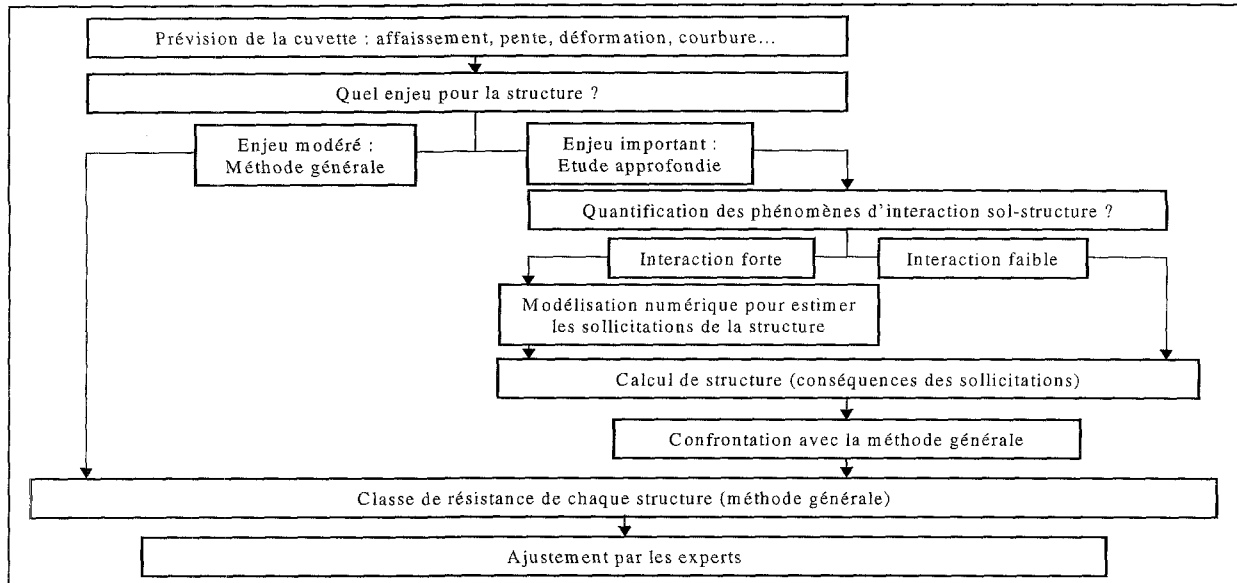 Prévision de la cuvette : affaissement, pente, déformation, courbure...
Quel enjeu pour la structure ?
Enjeu modéré :
Méthode générale
Enjeu important :
Etude approfondie
Quantification des phénomènes d'interaction sol-structure ?
Interaction forte
Interaction faible
Modélisation numérique pour estimer
les sollicitations de la structure
Calcul de structure (conséquences des sollicitations)
Confrontation avec la méthode générale
Classe de résistance de chaque structure (méthode générale)
Ajustement par les experts